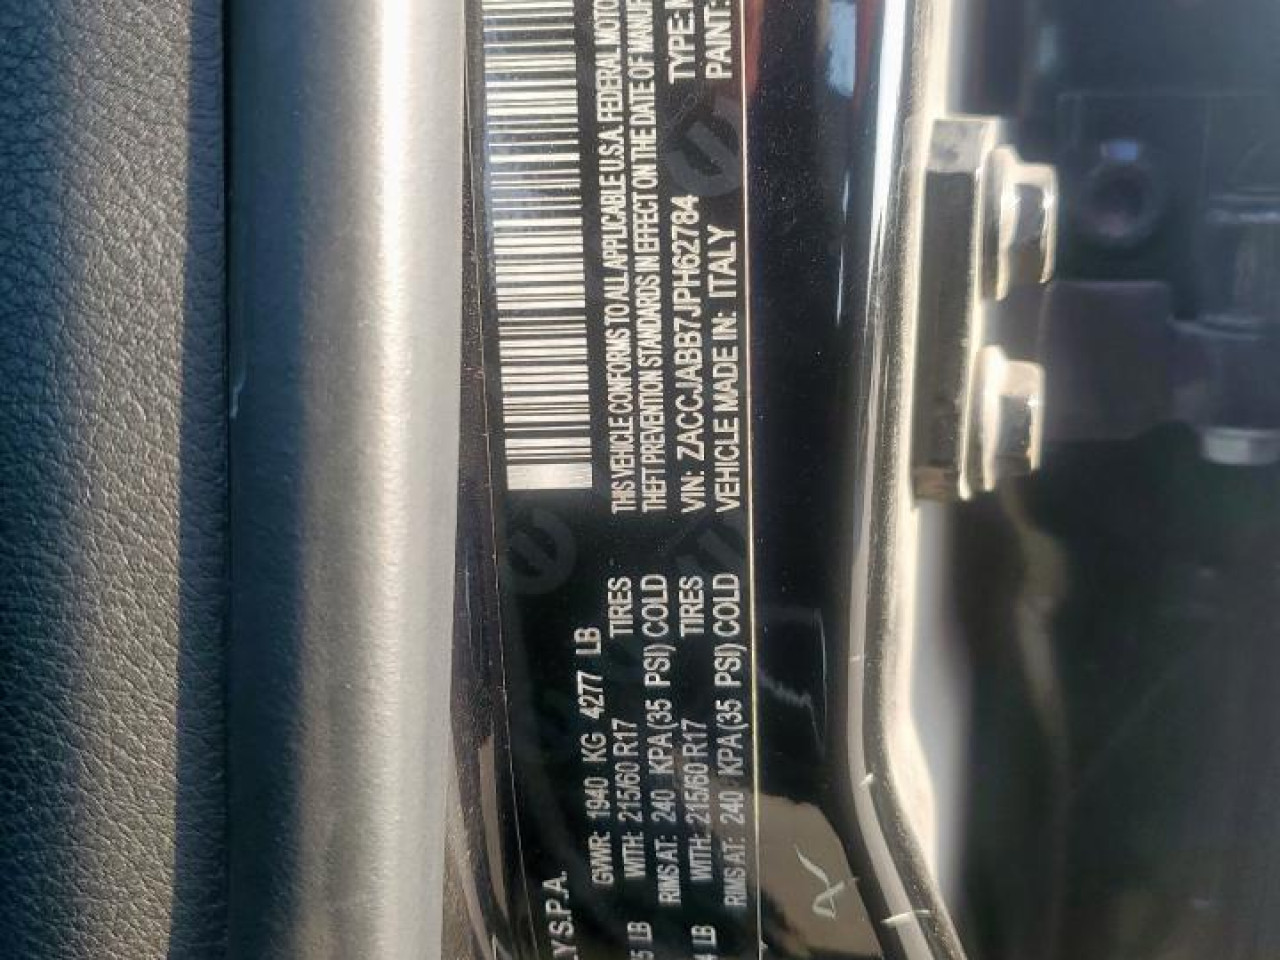 LY S.P.A.
GVWR: 1940 KG 4277 LB
5 LB WITH: 215/60 R17 TIRES
RIMS AT: 240 KPA(35 PSI) COLD
4 LB WITH: 215/60 R17 TIRES
RIMS AT: 240 KPA(35 PSI) COLD
THIS VEHICLE CONFORMS TO ALL APPLICABLE U.S.A. FEDERAL MOTO
THEFT PREVENTION STANDARDS IN EFFECT ON THE DATE OF MANUF
VIN: ZACCJABB7JPH62784 TYPE:
VEHICLE MADE IN: ITALY PAINT: